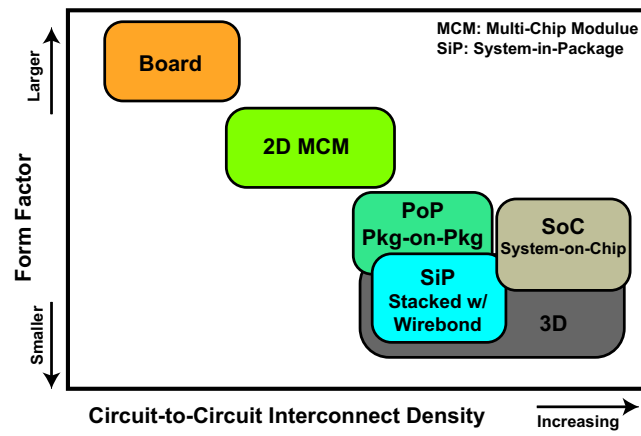 MCM: Multi-Chip Modulue
SiP: System-in-Package
Larger
Board
2D MCM
Form Factor
PoP
Pkg-on-Pkg
SoC
System-on-Chip
SiP
Stacked w/
Wirebond
3D
Smaller
Circuit-to-Circuit Interconnect Density
Increasing